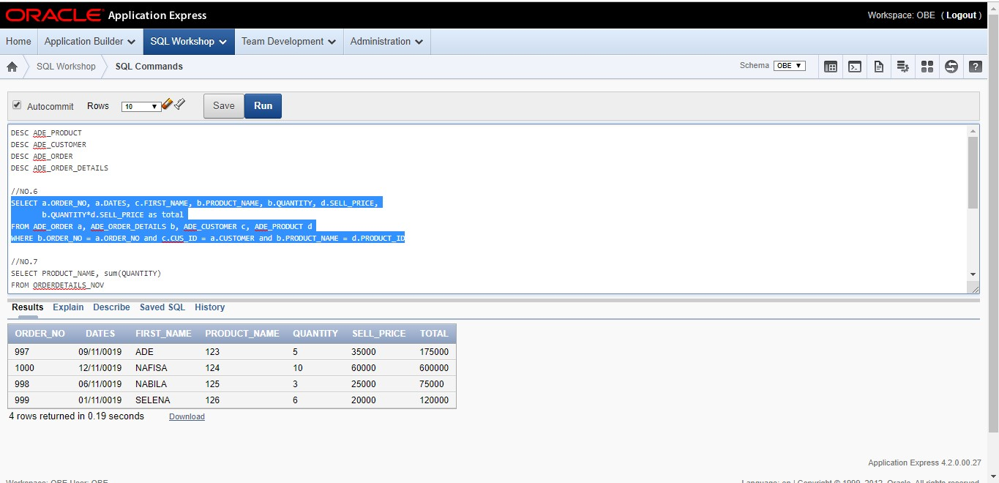 ORACLE Application Express
Workspace: OBE ( Logout )
Home Application Builder SQL Workshop Team Development Administration
SQL Workshop SQL Commands
Schema OBE
Autocommit Rows 10 Save Run
DESC ADE_PRODUCT
DESC ADE_CUSTOMER
DESC ADE_ORDER
DESC ADE_ORDER_DETAILS
//NO.6
SELECT a.ORDER_NO, a.DATES, c.FIRST_NAME, b.PRODUCT_NAME, b.QUANTITY, d.SELL_PRICE,
b.QUANTITY*d.SELL_PRICE as total
FROM ADE_ORDER a, ADE_ORDER_DETAILS b, ADE_CUSTOMER c, ADE_PRODUCT d
WHERE b.ORDER_NO = a.ORDER_NO and c.CUS_ID = a.CUSTOMER and b.PRODUCT_NAME = d.PRODUCT_ID
//NO.7
SELECT PRODUCT_NAME, sum(QUANTITY)
FROM ORDERDETAILS_NOV
Results Explain Describe Saved SQL History
ORDER_NO DATES FIRST_NAME PRODUCT_NAME QUANTITY SELL_PRICE TOTAL
997 09/11/0019 ADE 123 5 35000 175000
1000 12/11/0019 NAFISA 124 10 60000 600000
998 06/11/0019 NABILA 125 3 25000 75000
999 01/11/0019 SELENA 126 6 20000 120000
4 rows returned in 0.19 seconds Download
Application Express 4.2.0.00.27
Workspace: OBE User: OBE
Language: en | Copyright © 1999, 2012, Oracle. All rights reserved.